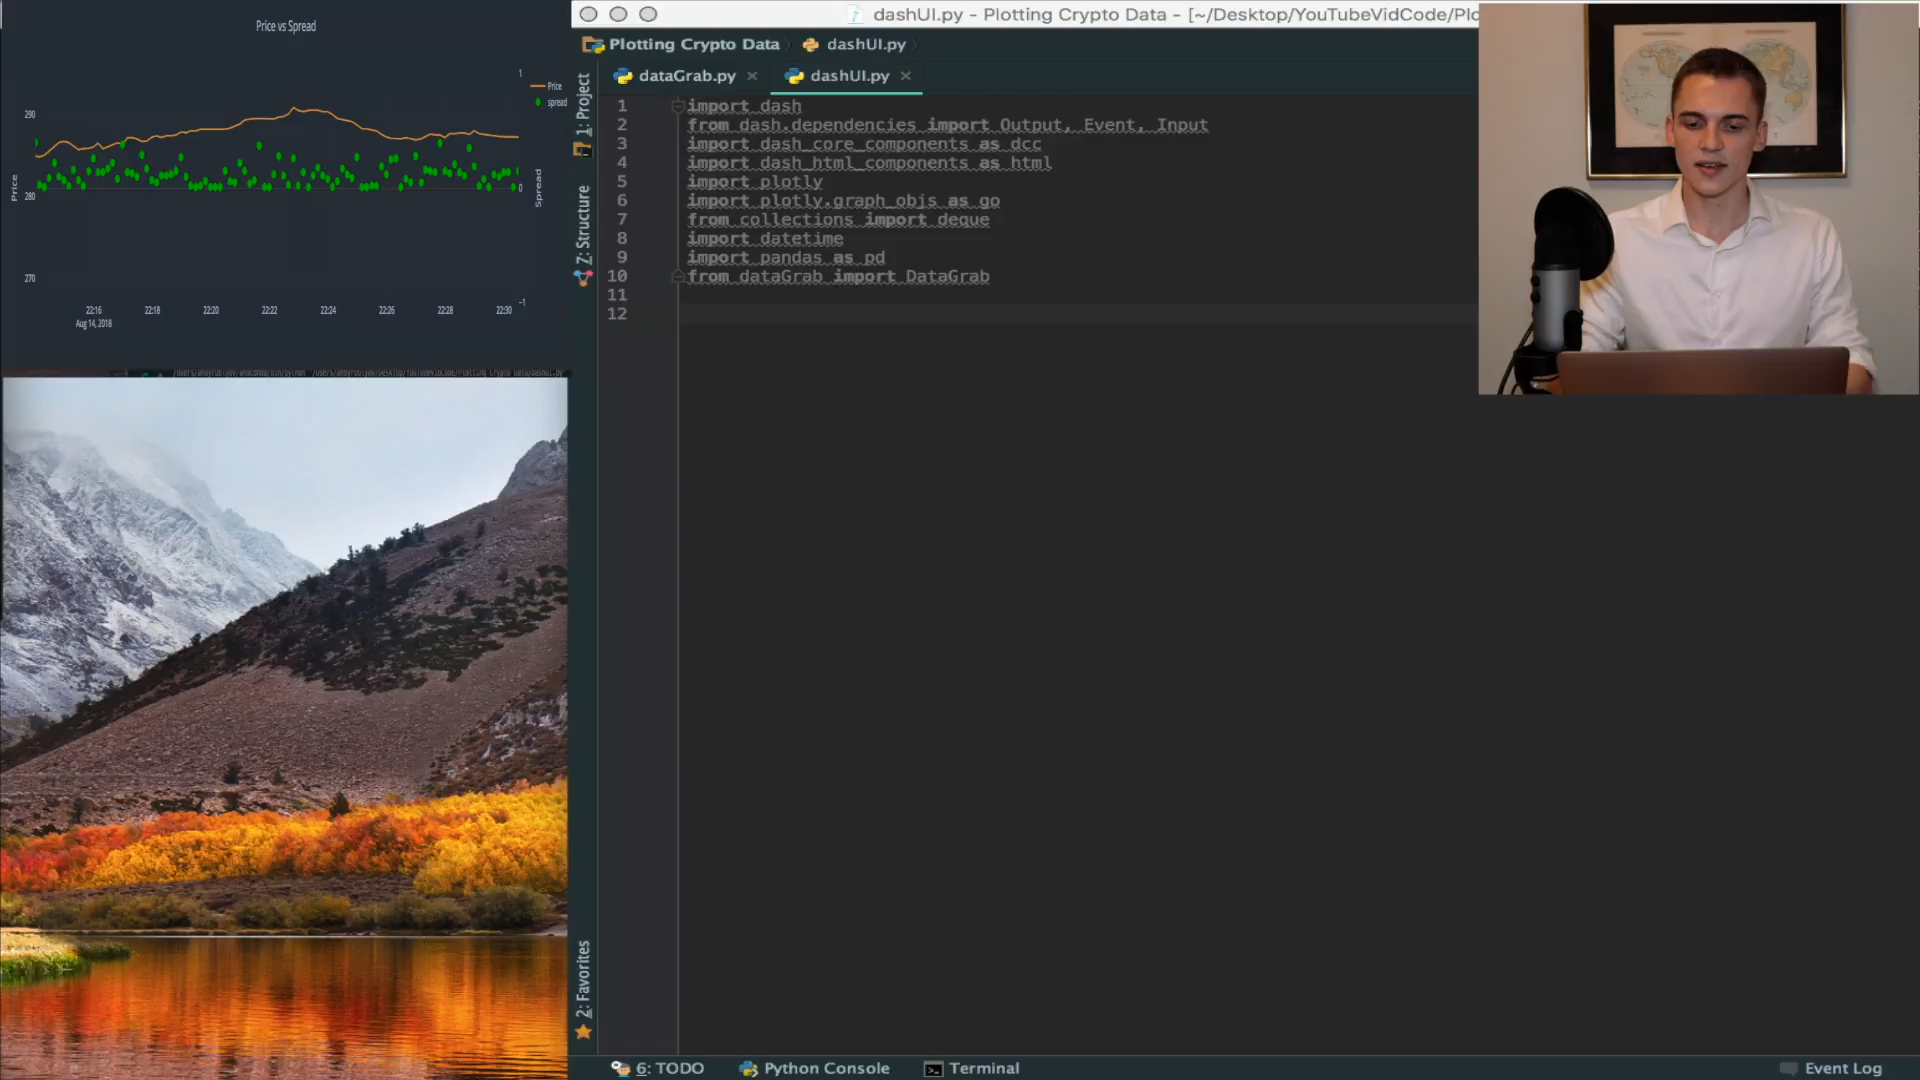 Price vs Spread
1
Price
spread
290
Price
280
270
0
Spread
-1
22:16
22:18
22:20
22:22
22:24
22:26
22:28
22:30
Aug 14, 2018
dashUI.py - Plotting Crypto Data - [~/Desktop/YouTubeVidCode/Plo
Plotting Crypto Data
dashUI.py
dataGrab.py
dashUI.py
1: Project
7: Structure
2: Favorites
1 import dash
2 from dash.dependencies import Output, Event, Input
3 import dash_core_components as dcc
4 import dash_html_components as html
5 import plotly
6 import plotly.graph_objs as go
7 from collections import deque
8 import datetime
9 import pandas as pd
10 from dataGrab import DataGrab
11
12
6: TODO
Python Console
Terminal
Event Log